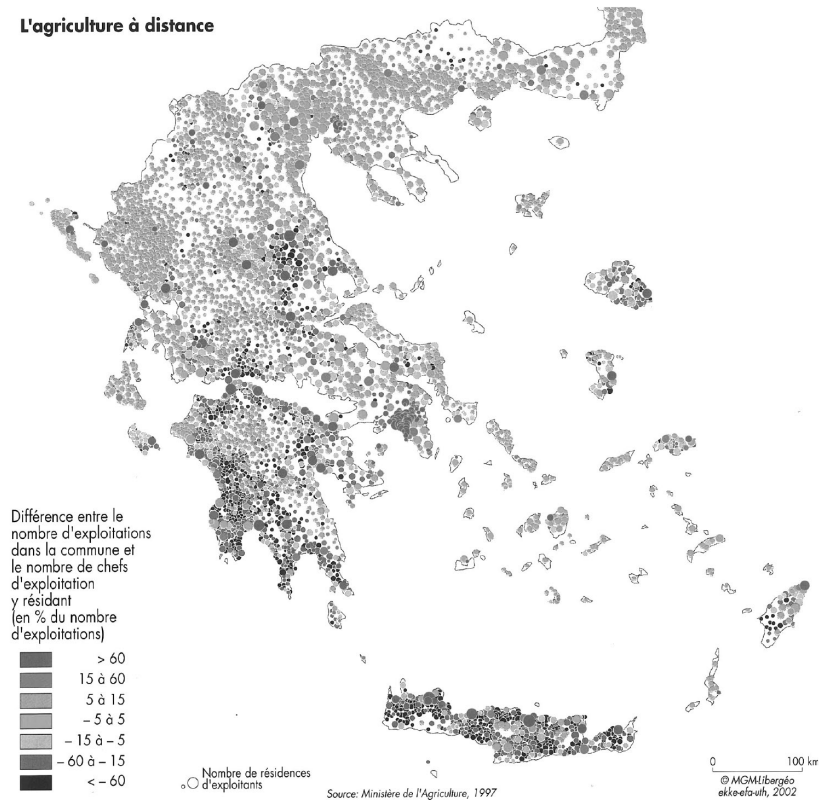 L'agriculture à distance
Différence entre le
nombre d'exploitations
dans la commune et
le nombre de chefs
d'exploitation
y résidant
(en % du nombre
d'exploitations)
> 60
15 à 60
5 à 15
– 5 à 5
– 15 à – 5
– 60 à – 15
< – 60
Nombre de résidences
d'exploitants
Source: Ministère de l'Agriculture, 1997
0 100 km
© MGM-Libergéo
ekke-efa-uth, 2002